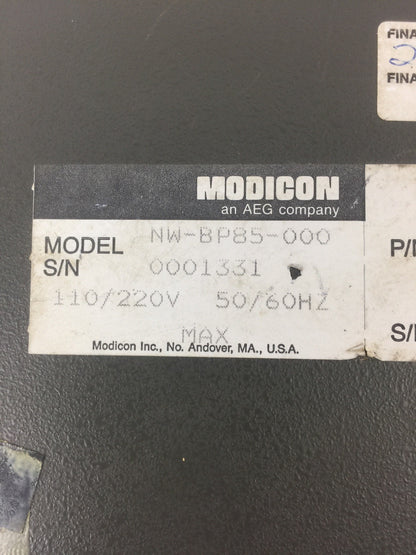 FINA
2
FINA
MODICON
an AEG company
MODEL NW-BP85-000
S/N 0001331
110/220V 50/60HZ
MAX
Modicon Inc., No. Andover, MA., U.S.A.
P/N
S/